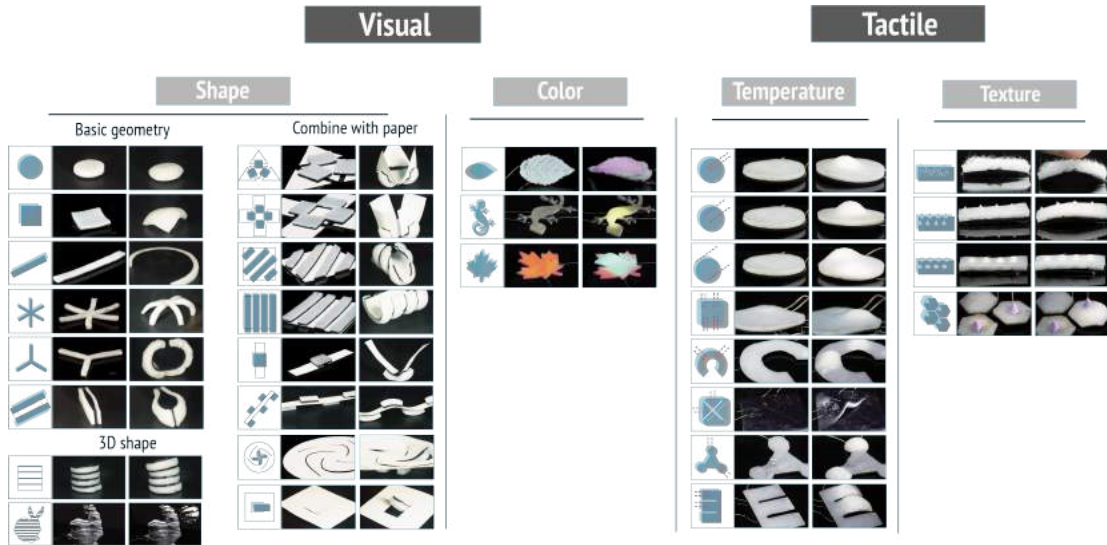 Visual
Tactile
Shape
Color
Temperature
Texture
Basic geometry
Combine with paper
3D shape